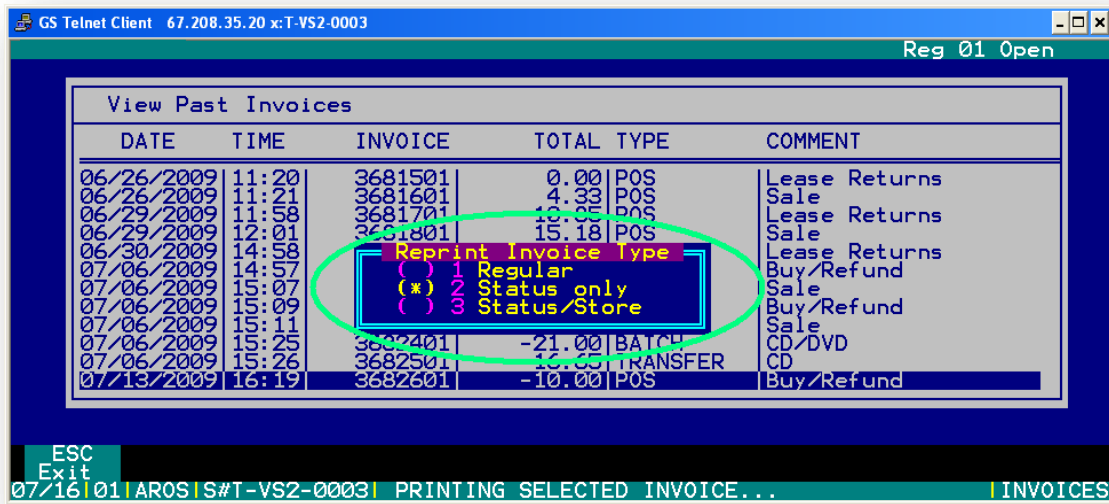 GS Telnet Client 67.208.35.20 x:T-VS2-0003
Reg 01 Open
View Past Invoices
DATE TIME INVOICE TOTAL TYPE COMMENT
06/26/2009|11:20| 3681501| 0.00|POS |Lease Returns
06/26/2009|11:21| 3681601| 4.33|POS |Sale
06/29/2009|11:58| 3681701| |POS |Lease Returns
06/29/2009|12:01| 3681801| 15.18|POS |Sale
06/30/2009|14:58| |Lease Returns
07/06/2009|14:57| |Buy/Refund
07/06/2009|15:07| Sale
07/06/2009|15:09| |Buy/Refund
07/06/2009|15:11| Sale
07/06/2009|15:25| 3682401| -21.00|BATCH |CD/DVD
07/06/2009|15:26| 3682501| |TRANSFER |CD
07/13/2009|16:19| 3682601| -10.00|POS |Buy/Refund
Reprint Invoice Type
( ) 1 Regular
(*) 2 Status only
( ) 3 Status/Store
ESC
Exit
07/16|01|AROS|S#T-VS2-0003| PRINTING SELECTED INVOICE... |INVOICES